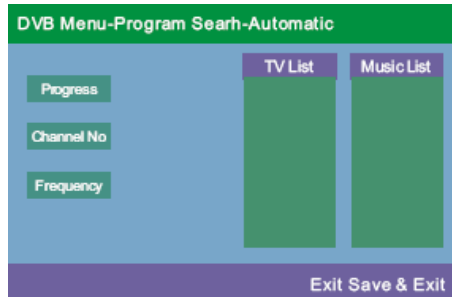 DVB Menu-Program Searh-Automatic
TV List
Music List
Progress
Channel No
Frequency
Exit Save & Exit